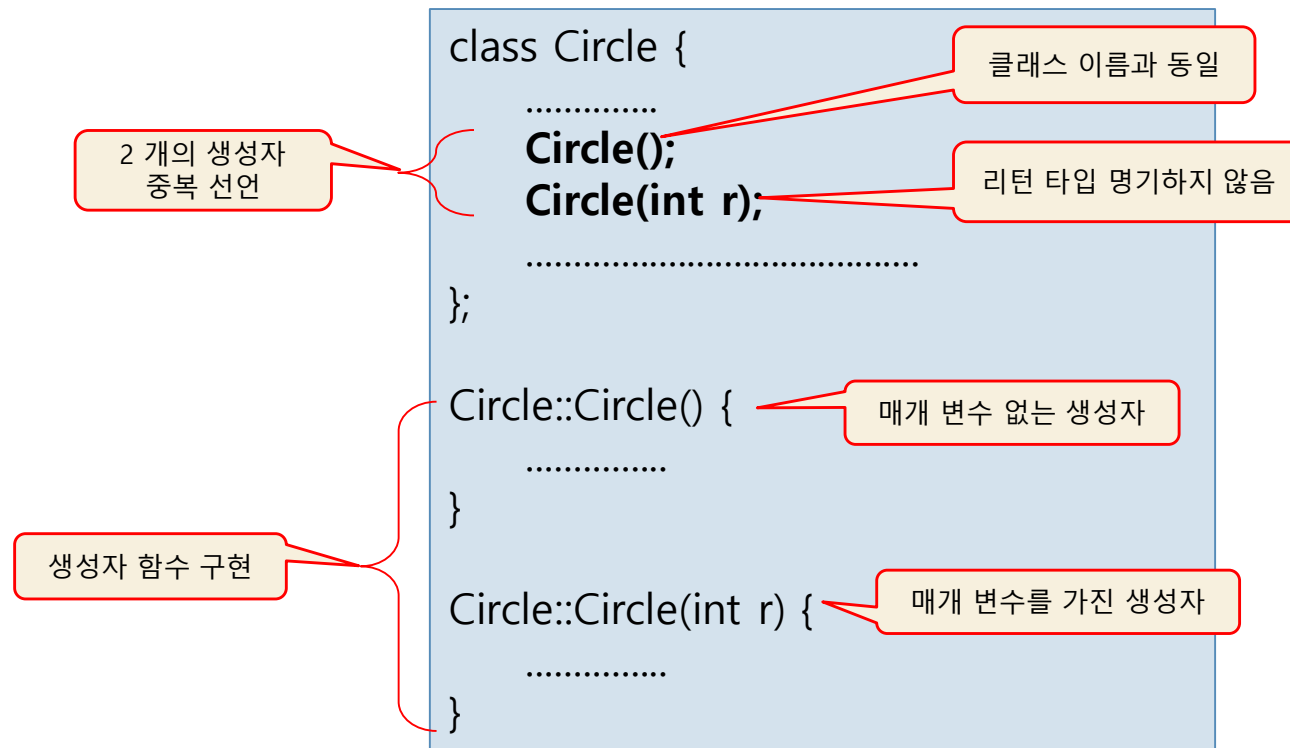 class Circle {
클래스 이름과 동일
..............
2 개의 생성자
중복 선언
Circle();
Circle(int r);
리턴 타입 명기하지 않음
.........................................
};
Circle::Circle() {
매개 변수 없는 생성자
...............
}
생성자 함수 구현
Circle::Circle(int r) {
매개 변수를 가진 생성자
...............
}